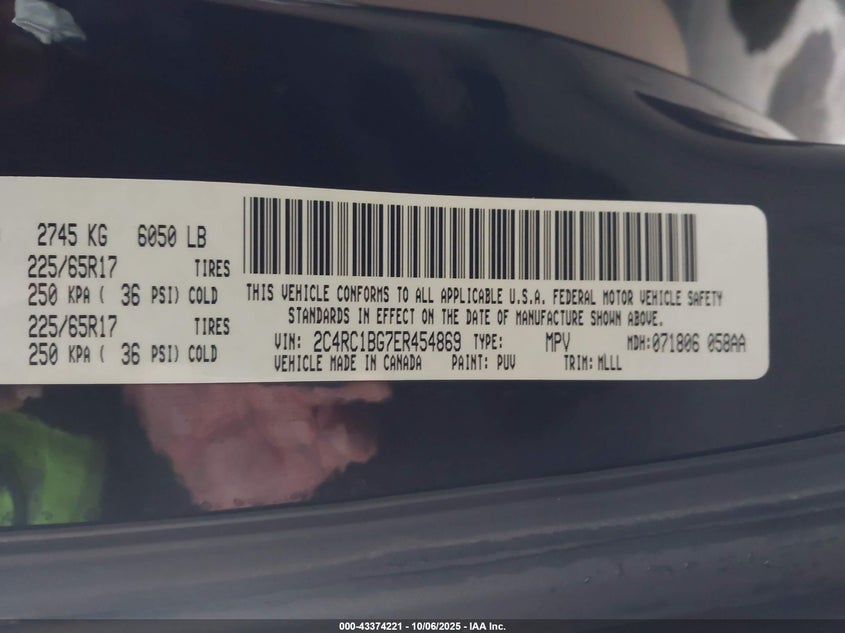 2745 KG 6050 LB
225/65R17 TIRES
250 KPA ( 36 PSI) COLD
225/65R17 TIRES
250 KPA ( 36 PSI) COLD
THIS VEHICLE CONFORMS TO ALL APPLICABLE U.S.A. FEDERAL MOTOR VEHICLE SAFETY
STANDARDS IN EFFECT ON THE DATE OF MANUFACTURE SHOWN ABOVE.
VIN: 2C4RC1BG7ER454869 TYPE: MPV MDH:071806 058AA
VEHICLE MADE IN CANADA PAINT: PUV TRIM: MLLL
000-43374221 - 10/06/2025 - IAA Inc.